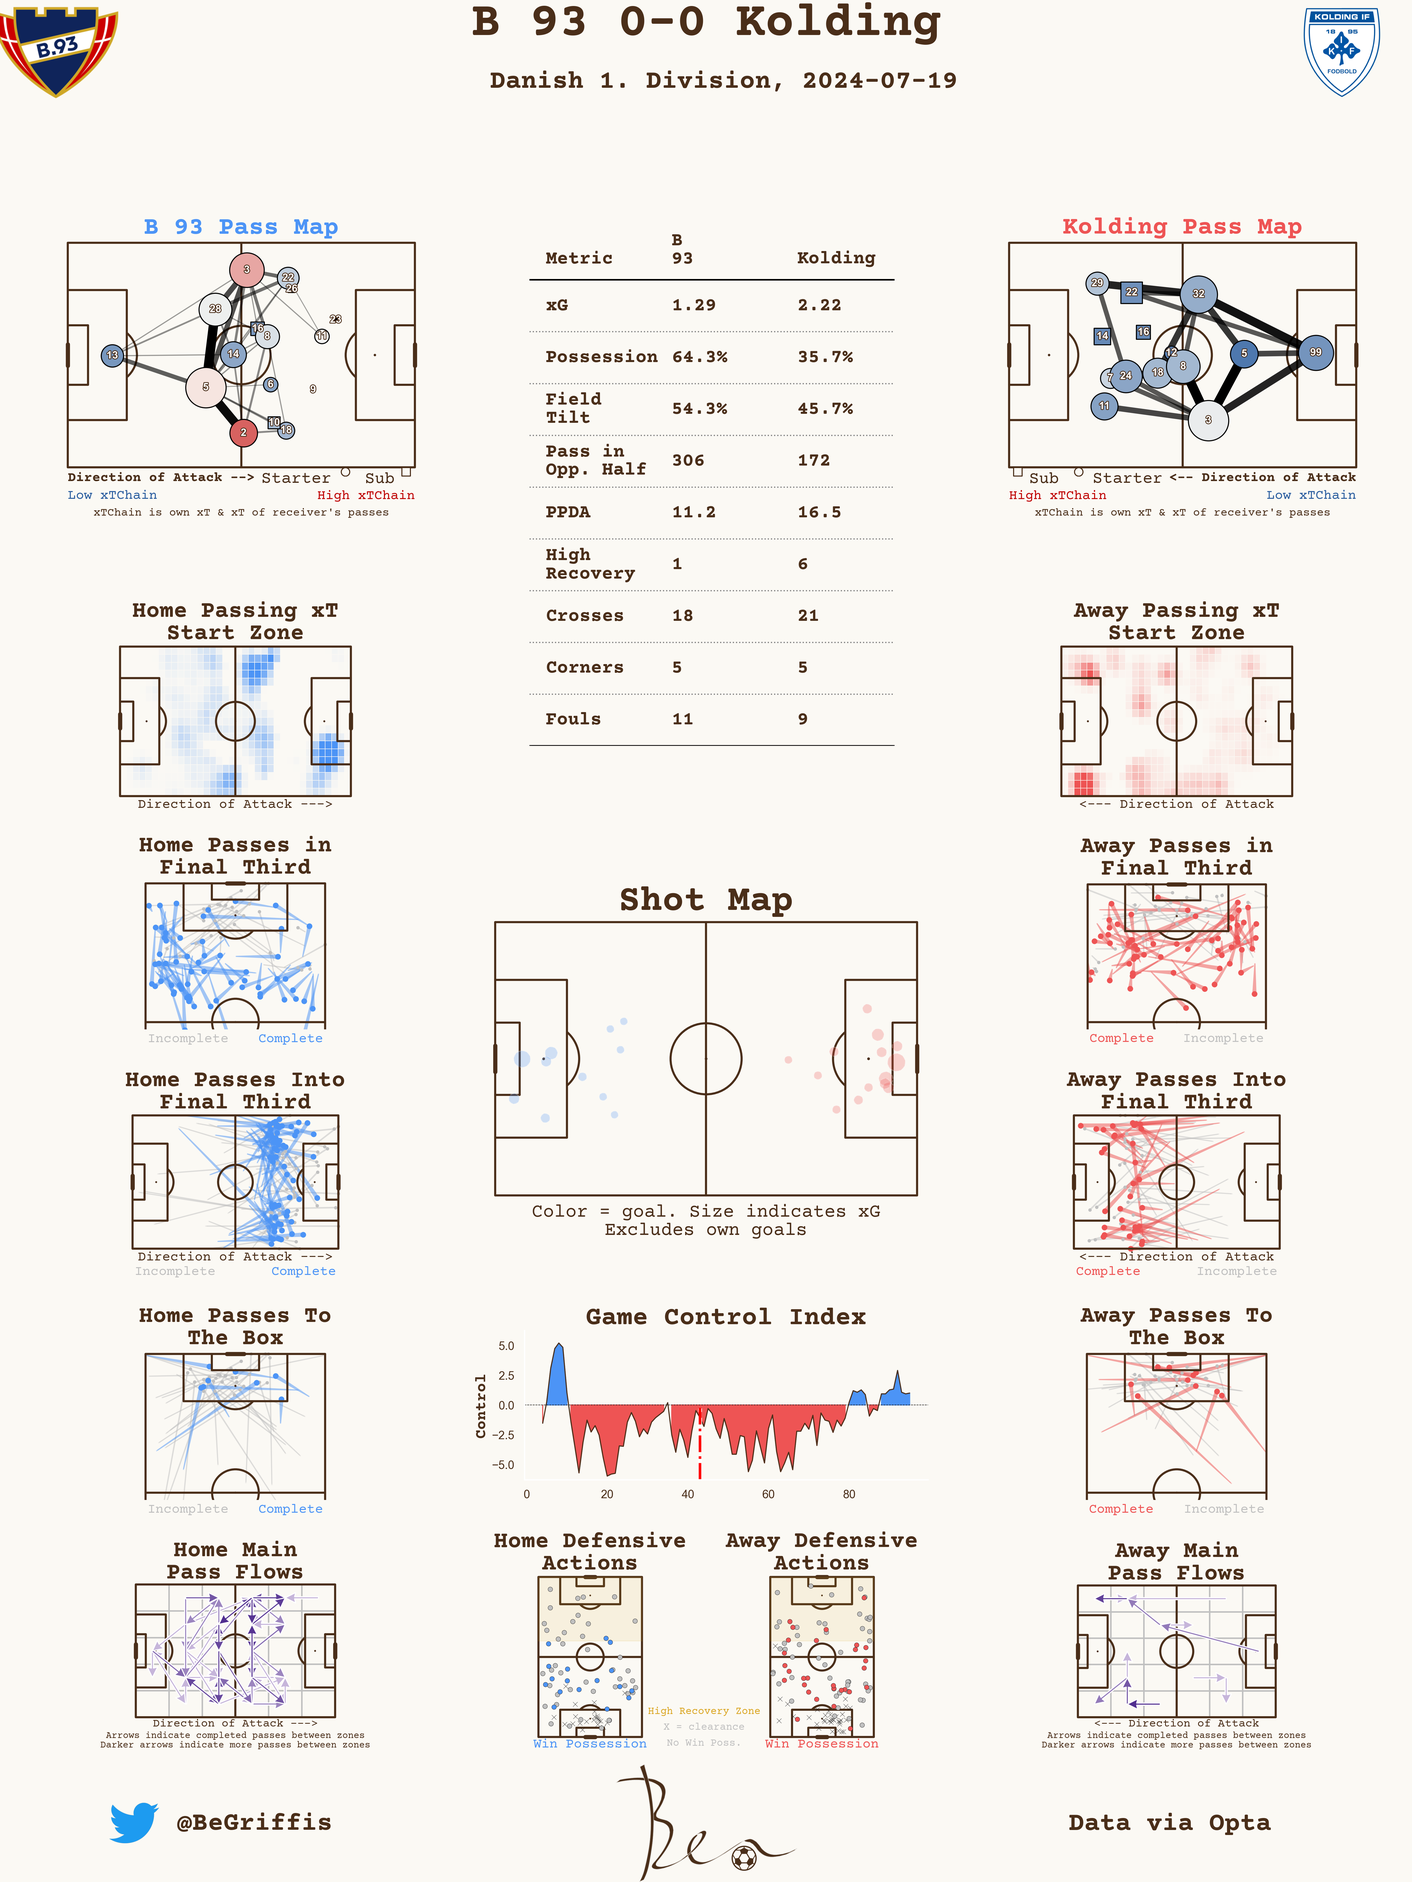 B 93 0-0 Kolding
Danish 1. Division, 2024-07-19
B.93
KOLDING IF
18 95
K I F
FODBOLD
B 93 Pass Map
3
22
26
28
16
8
23
11
13
14
5
6
9
10
2
18
Direction of Attack --> Starter Sub
Low xTChain High xTChain
xTChain is own xT & xT of receiver's passes
Metric B 93 Kolding
xG 1.29 2.22
Possession 64.3% 35.7%
Field Tilt 54.3% 45.7%
Pass in Opp. Half 306 172
PPDA 11.2 16.5
High Recovery 1 6
Crosses 18 21
Corners 5 5
Fouls 11 9
Kolding Pass Map
29
22
32
14
16
12
5
99
7
24
18
8
11
3
Sub Starter <-- Direction of Attack
High xTChain Low xTChain
xTChain is own xT & xT of receiver's passes
Home Passing xT
Start Zone
Direction of Attack --->
Away Passing xT
Start Zone
<--- Direction of Attack
Home Passes in
Final Third
Incomplete Complete
Away Passes in
Final Third
Complete Incomplete
Shot Map
Color = goal. Size indicates xG
Excludes own goals
Home Passes Into
Final Third
Direction of Attack --->
Incomplete Complete
Away Passes Into
Final Third
<--- Direction of Attack
Complete Incomplete
Home Passes To
The Box
Incomplete Complete
Game Control Index
Control
5.0
2.5
0.0
−2.5
−5.0
0 20 40 60 80
Away Passes To
The Box
Complete Incomplete
Home Main
Pass Flows
Direction of Attack --->
Arrows indicate completed passes between zones
Darker arrows indicate more passes between zones
Home Defensive
Actions
Win Possession
Away Defensive
Actions
Win Possession
High Recovery Zone
X = clearance
No Win Poss.
Away Main
Pass Flows
<--- Direction of Attack
Arrows indicate completed passes between zones
Darker arrows indicate more passes between zones
@BeGriffis
Ben
Data via Opta